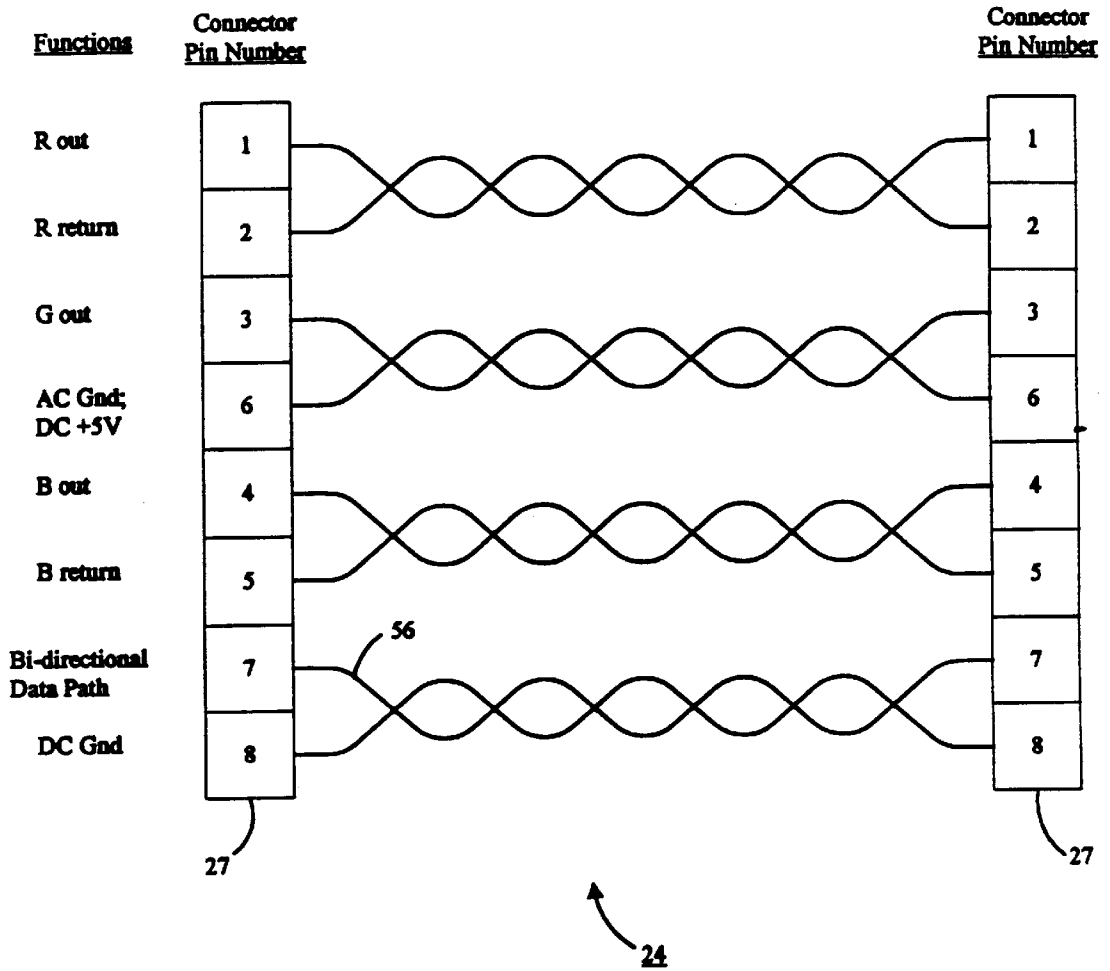 Functions
Connector
Pin Number
Connector
Pin Number
R out
1
1
R return
2
2
G out
3
3
AC Gnd;
DC +5V
6
6
B out
4
4
B return
5
5
56
Bi-directional
Data Path
7
7
DC Gnd
8
8
27
27
24